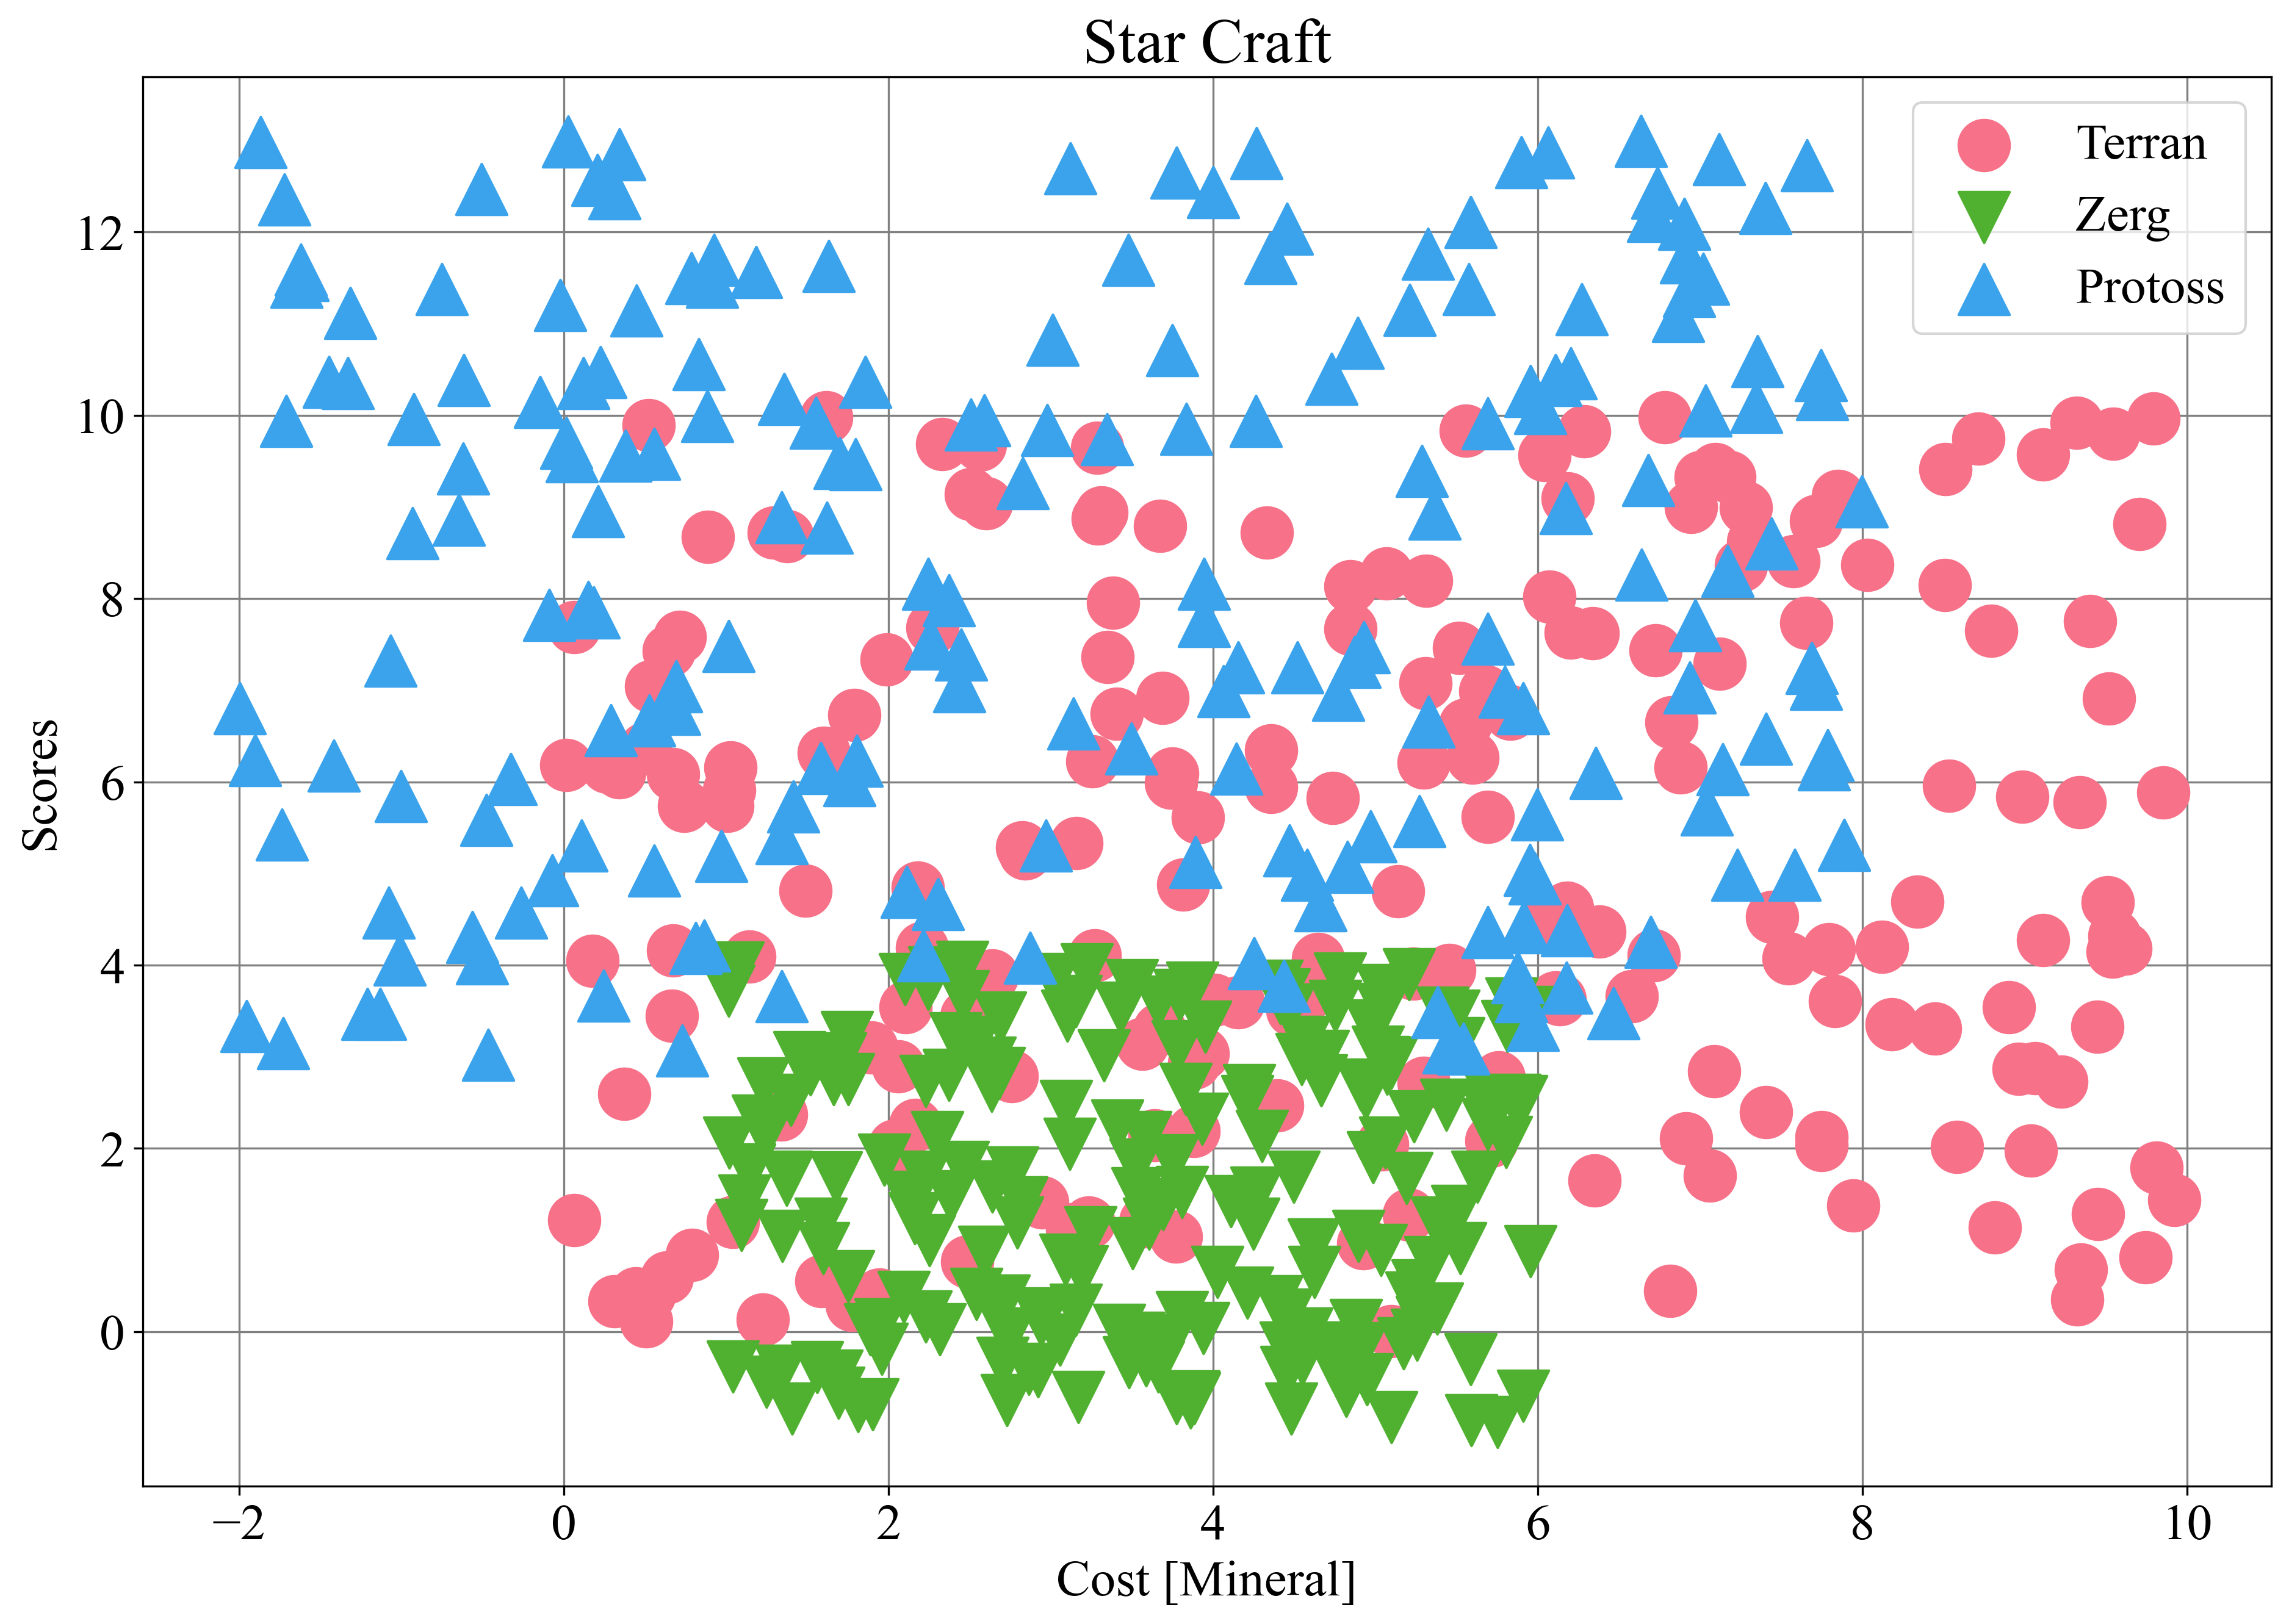 Star Craft
Terran
Zerg
Protoss
Scores
12
10
8
6
4
2
0
−2 0 2 4 6 8 10
Cost [Mineral]